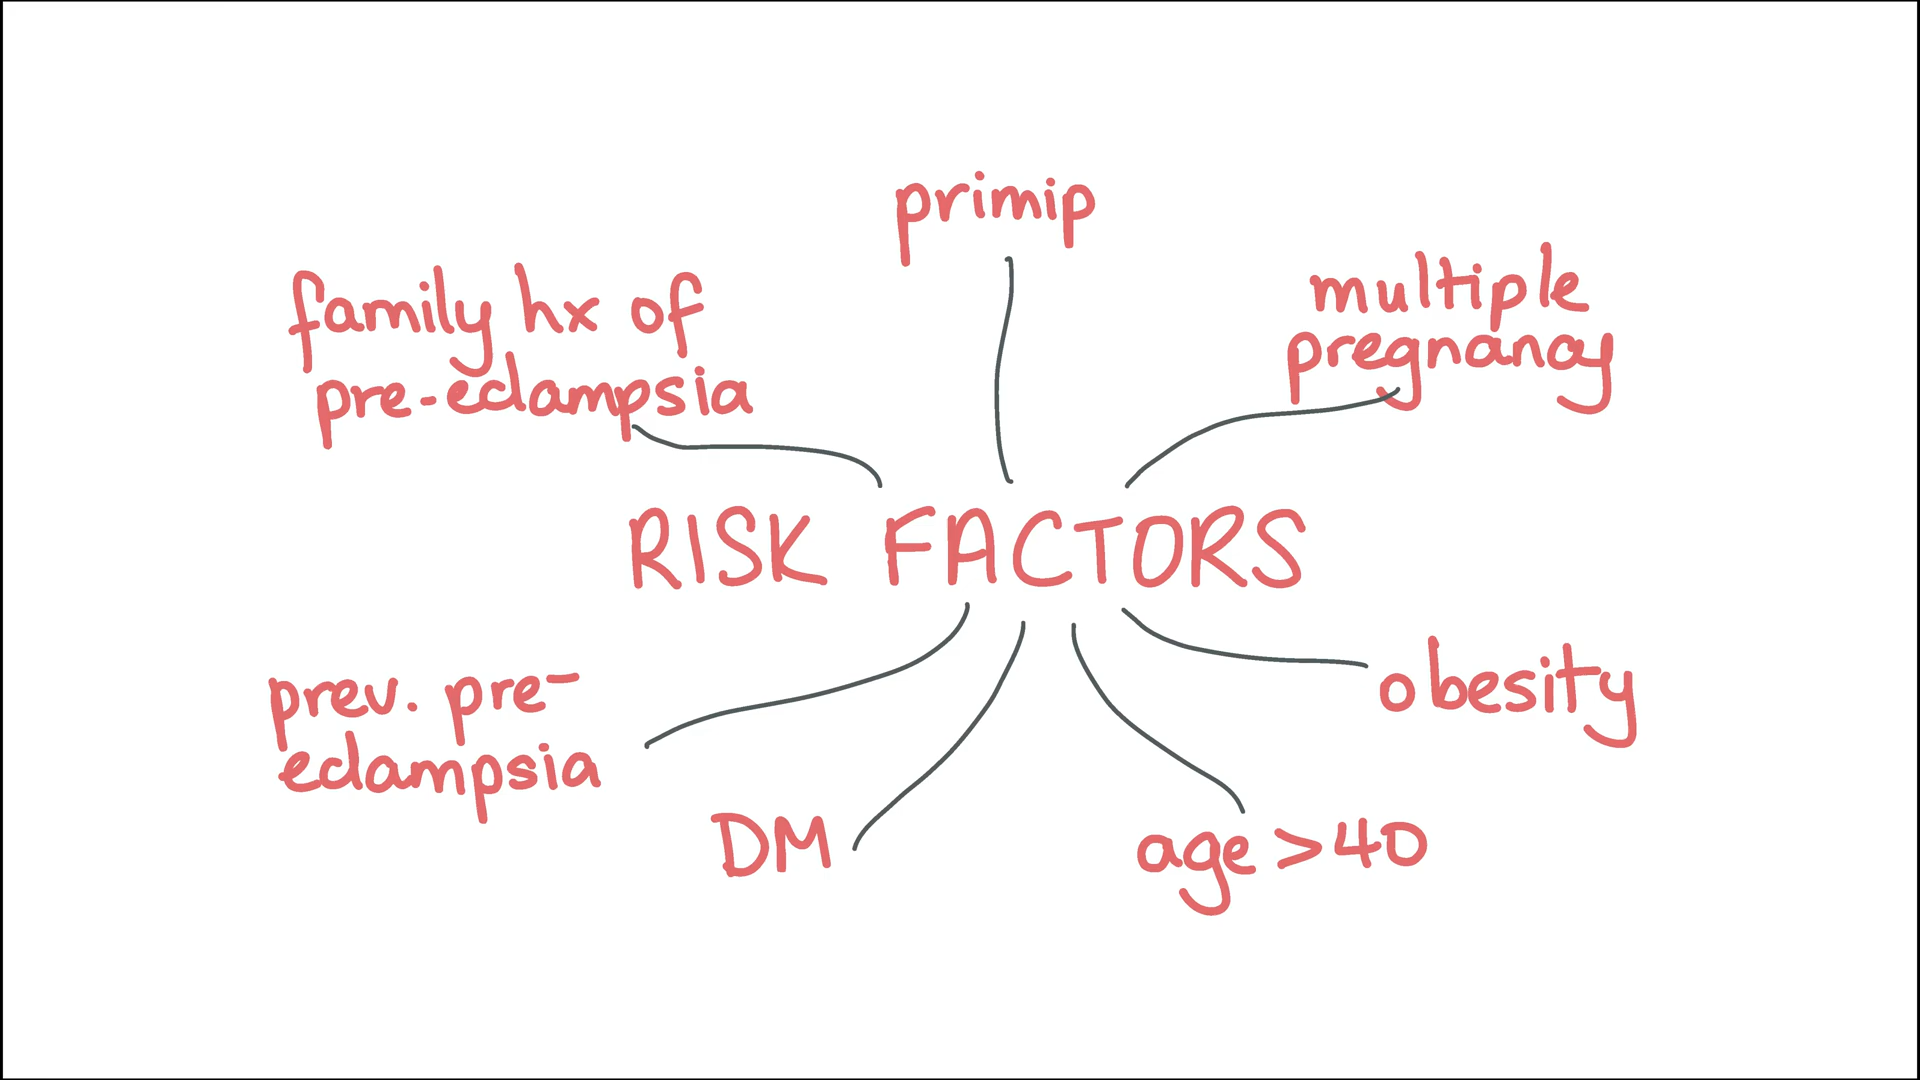 primip
family hx of
pre-eclampsia
multiple
pregnancy
RISK FACTORS
prev. pre-
eclampsia
obesity
DM
age >40